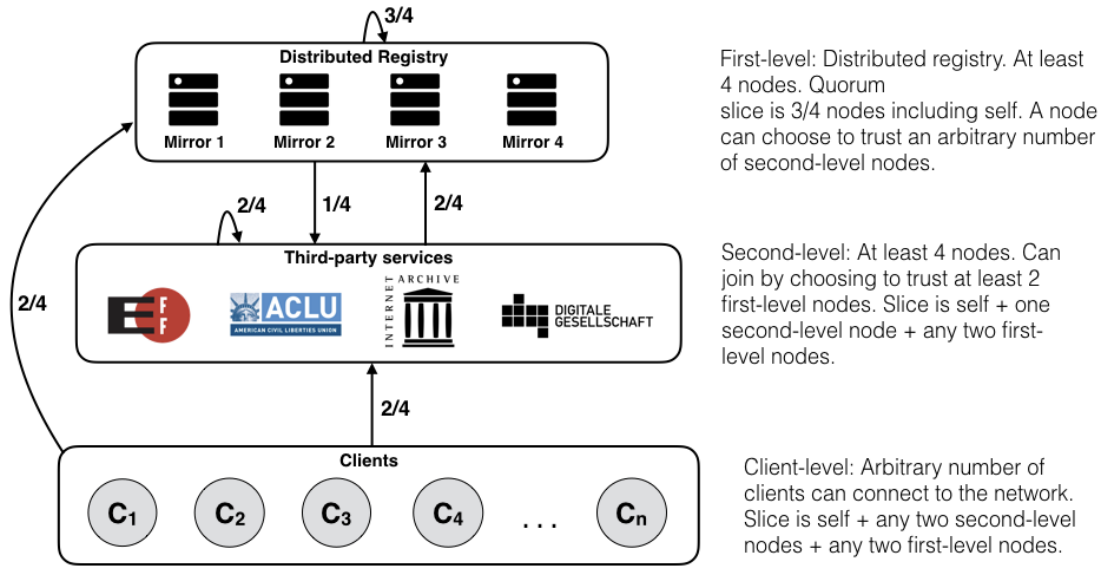 3/4
Distributed Registry
Mirror 1
Mirror 2
Mirror 3
Mirror 4
First-level: Distributed registry. At least
4 nodes. Quorum
slice is 3/4 nodes including self. A node
can choose to trust an arbitrary number
of second-level nodes.
2/4
1/4
2/4
2/4
Third-party services
E
F
F
ACLU
AMERICAN CIVIL LIBERTIES UNION
INTERNET
ARCHIVE
DIGITALE
GESELLSCHAFT
Second-level: At least 4 nodes. Can
join by choosing to trust at least 2
first-level nodes. Slice is self + one
second-level node + any two first-
level nodes.
2/4
Clients
C1
C2
C3
C4
...
Cn
Client-level: Arbitrary number of
clients can connect to the network.
Slice is self + any two second-level
nodes + any two first-level nodes.